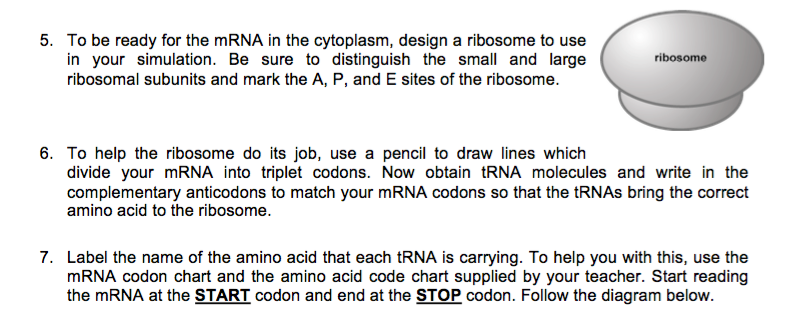 5. To be ready for the mRNA in the cytoplasm, design a ribosome to use
in your simulation. Be sure to distinguish the small and large
ribosomal subunits and mark the A, P, and E sites of the ribosome.
ribosome
6. To help the ribosome do its job, use a pencil to draw lines which
divide your mRNA into triplet codons. Now obtain tRNA molecules and write in the
complementary anticodons to match your mRNA codons so that the tRNAs bring the correct
amino acid to the ribosome.
7. Label the name of the amino acid that each tRNA is carrying. To help you with this, use the
mRNA codon chart and the amino acid code chart supplied by your teacher. Start reading
the mRNA at the START codon and end at the STOP codon. Follow the diagram below.